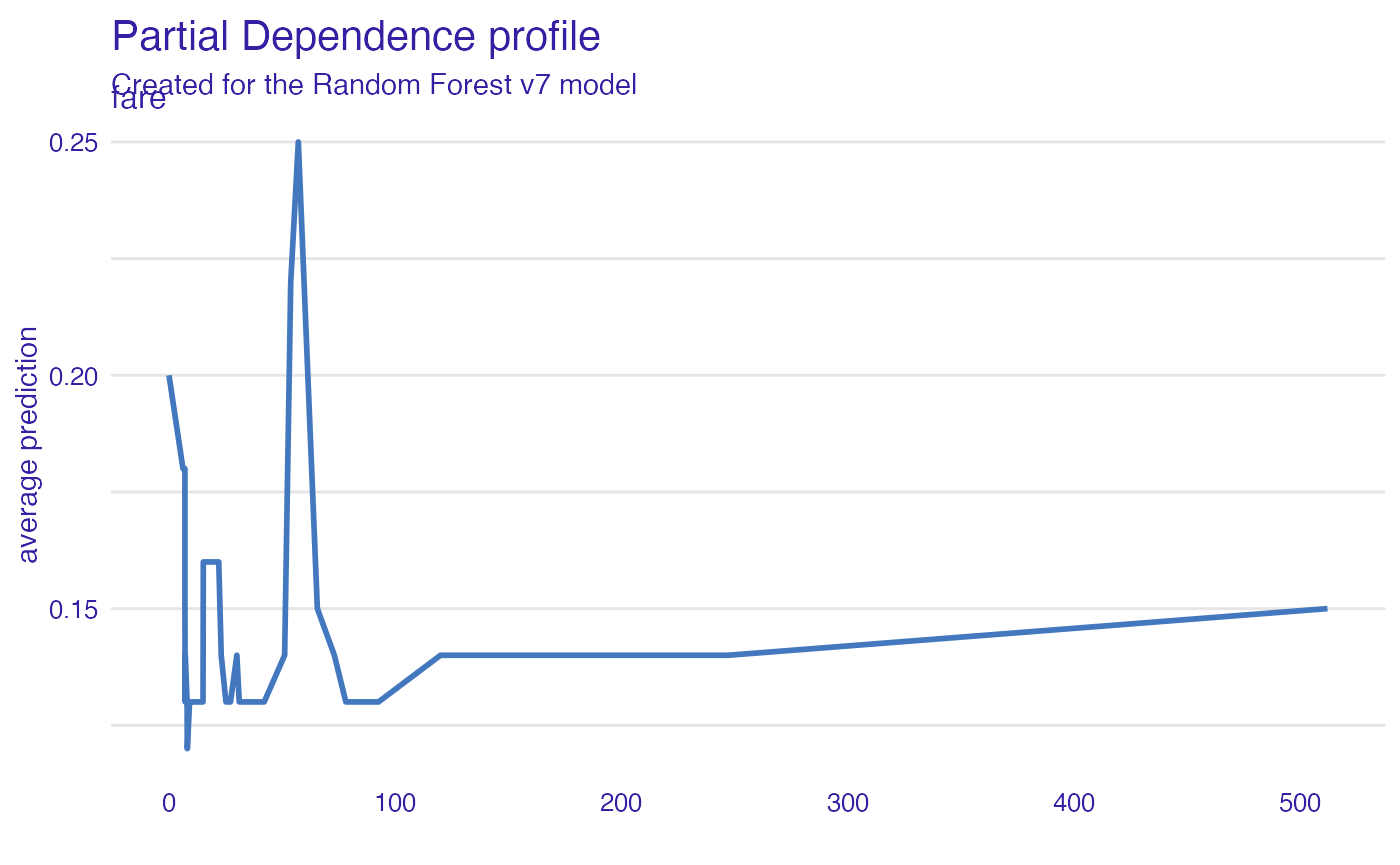 Partial Dependence profile
Created for the Random Forest v7 model
fare
0.25
0.20
0.15
average prediction
0 100 200 300 400 500